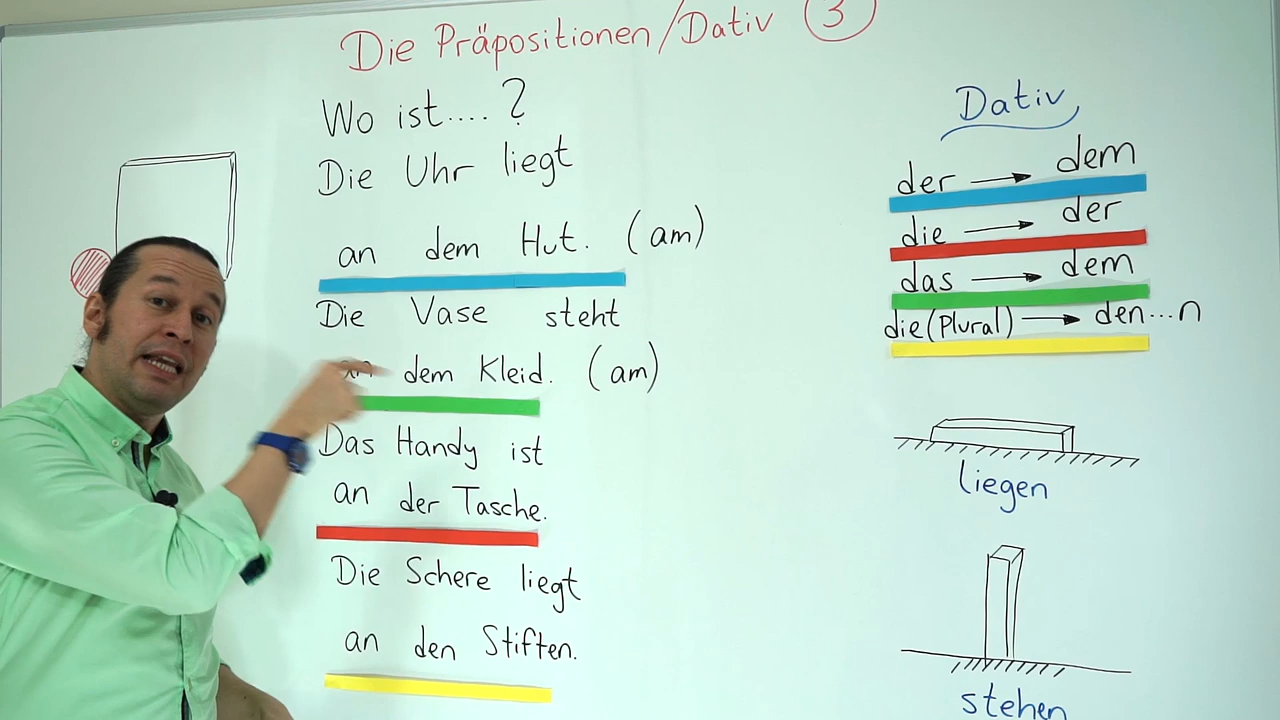 Die Präpositionen/Dativ 3
Wo ist....?
Die Uhr liegt
an dem Hut. (am)
Die Vase steht
an dem Kleid. (am)
Das Handy ist
an der Tasche.
Die Schere liegt
an den Stiften.
Dativ
der → dem
die → der
das → dem
die (Plural) → den...n
liegen
stehen